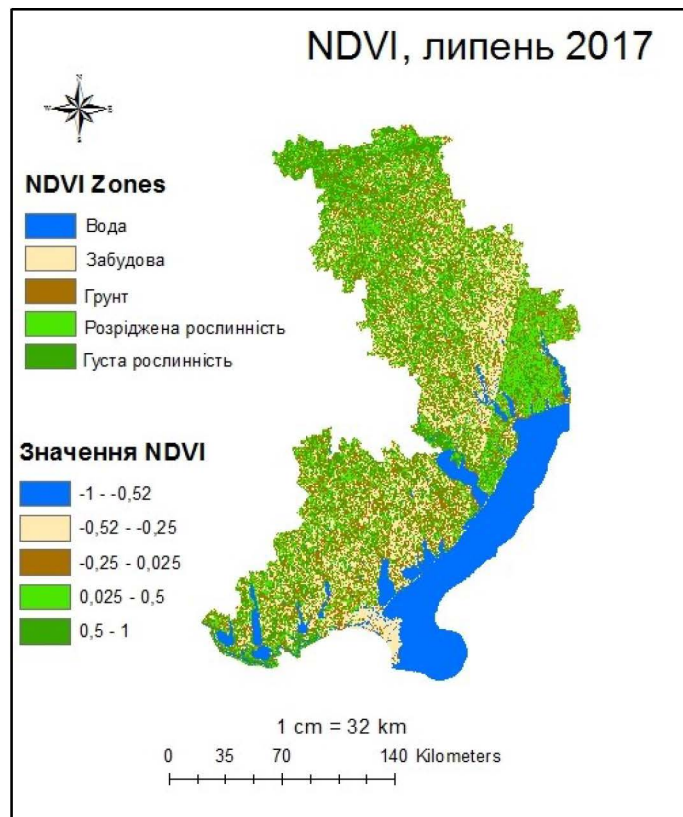 NDVI, липень 2017
N
W
E
S
NDVI Zones
Вода
Забудова
Грунт
Розріджена рослинність
Густа рослинність
Значення NDVI
-1 - -0,52
-0,52 - -0,25
-0,25 - 0,025
0,025 - 0,5
0,5 - 1
1 cm = 32 km
0 35 70 140 Kilometers